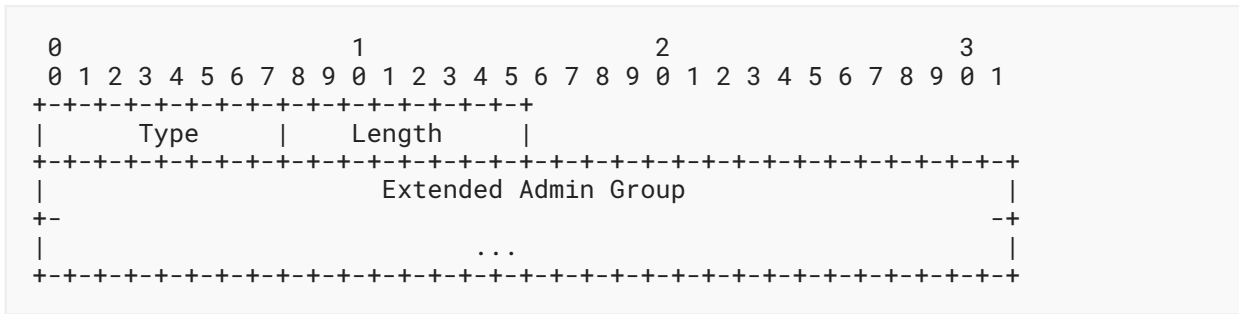 0                   1                   2                   3
 0 1 2 3 4 5 6 7 8 9 0 1 2 3 4 5 6 7 8 9 0 1 2 3 4 5 6 7 8 9 0 1
+-+-+-+-+-+-+-+-+-+-+-+-+-+-+-+-+
|      Type     |    Length     |
+-+-+-+-+-+-+-+-+-+-+-+-+-+-+-+-+-+-+-+-+-+-+-+-+-+-+-+-+-+-+-+-+
|                      Extended Admin Group                     |
+-                                                             -+
|                            ...                                |
+-+-+-+-+-+-+-+-+-+-+-+-+-+-+-+-+-+-+-+-+-+-+-+-+-+-+-+-+-+-+-+-+